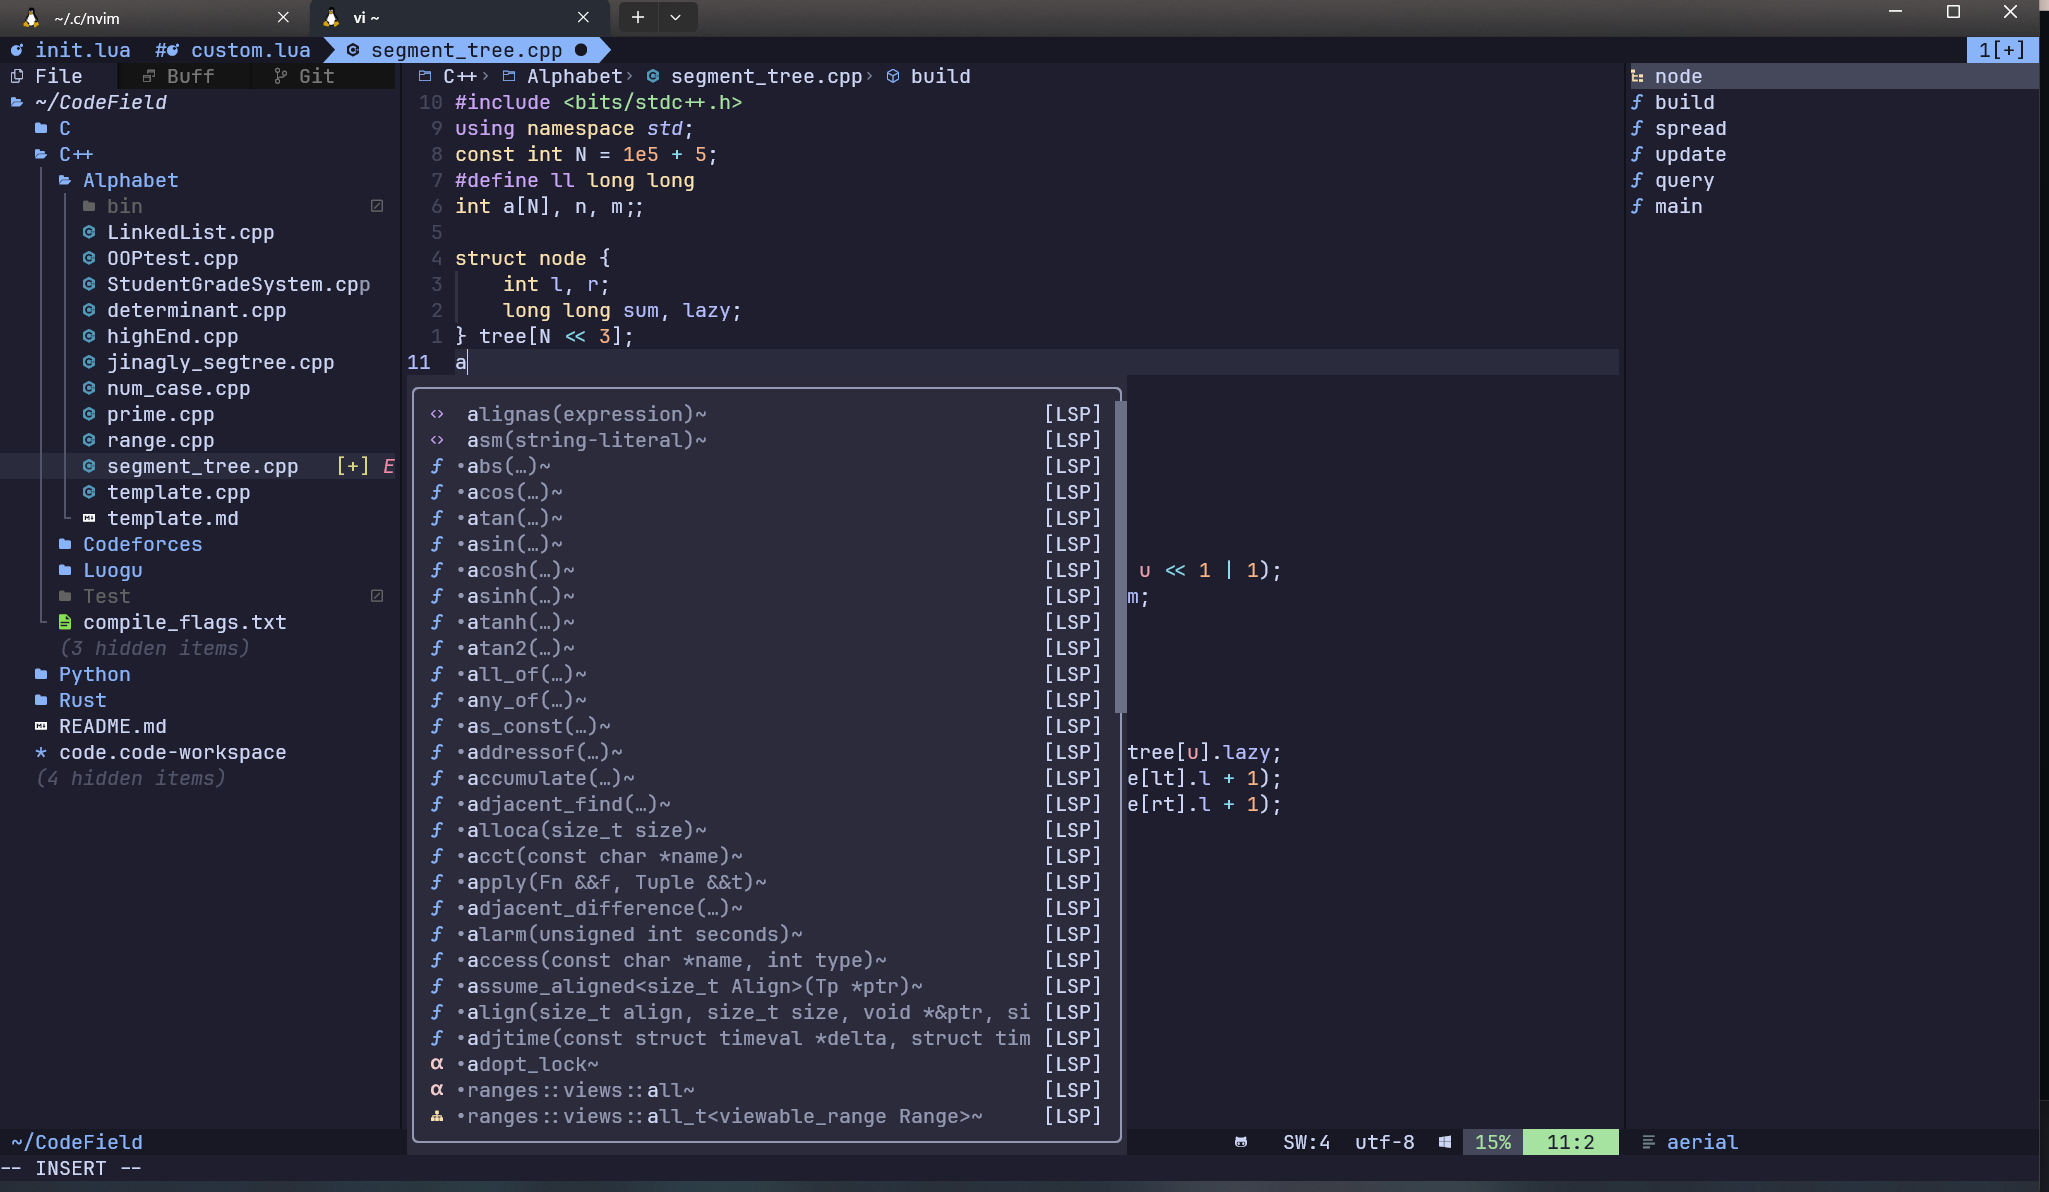 ~/.c/nvim
vi ~
init.lua #custom.lua segment_tree.cpp 1[+]
File Buff Git
~/CodeField
C
C++
Alphabet
bin
LinkedList.cpp
OOPtest.cpp
StudentGradeSystem.cpp
determinant.cpp
highEnd.cpp
jinagly_segtree.cpp
num_case.cpp
prime.cpp
range.cpp
segment_tree.cpp [+] E
template.cpp
template.md
Codeforces
Luogu
Test
compile_flags.txt
(3 hidden items)
Python
Rust
README.md
code.code-workspace
(4 hidden items)
C++› Alphabet› segment_tree.cpp› build
10 #include <bits/stdc++.h>
9 using namespace std;
8 const int N = 1e5 + 5;
7 #define ll long long
6 int a[N], n, m;;
5
4 struct node {
3 int l, r;
2 long long sum, lazy;
1 } tree[N << 3];
11 a
alignas(expression)~ [LSP]
asm(string-literal)~ [LSP]
•abs(…)~ [LSP]
•acos(…)~ [LSP]
•atan(…)~ [LSP]
•asin(…)~ [LSP]
•acosh(…)~ [LSP] u << 1 | 1);
•asinh(…)~ [LSP] m;
•atanh(…)~ [LSP]
•atan2(…)~ [LSP]
•all_of(…)~ [LSP]
•any_of(…)~ [LSP]
•as_const(…)~ [LSP]
•addressof(…)~ [LSP] tree[u].lazy;
•accumulate(…)~ [LSP] e[lt].l + 1);
•adjacent_find(…)~ [LSP] e[rt].l + 1);
•alloca(size_t size)~ [LSP]
•acct(const char *name)~ [LSP]
•apply(Fn &&f, Tuple &&t)~ [LSP]
•adjacent_difference(…)~ [LSP]
•alarm(unsigned int seconds)~ [LSP]
•access(const char *name, int type)~ [LSP]
•assume_aligned<size_t Align>(Tp *ptr)~ [LSP]
•align(size_t align, size_t size, void *&ptr, si [LSP]
•adjtime(const struct timeval *delta, struct tim [LSP]
•adopt_lock~ [LSP]
•ranges::views::all~ [LSP]
•ranges::views::all_t<viewable_range Range>~ [LSP]
node
build
spread
update
query
main
~/CodeField SW:4 utf-8 15% 11:2 aerial
-- INSERT --